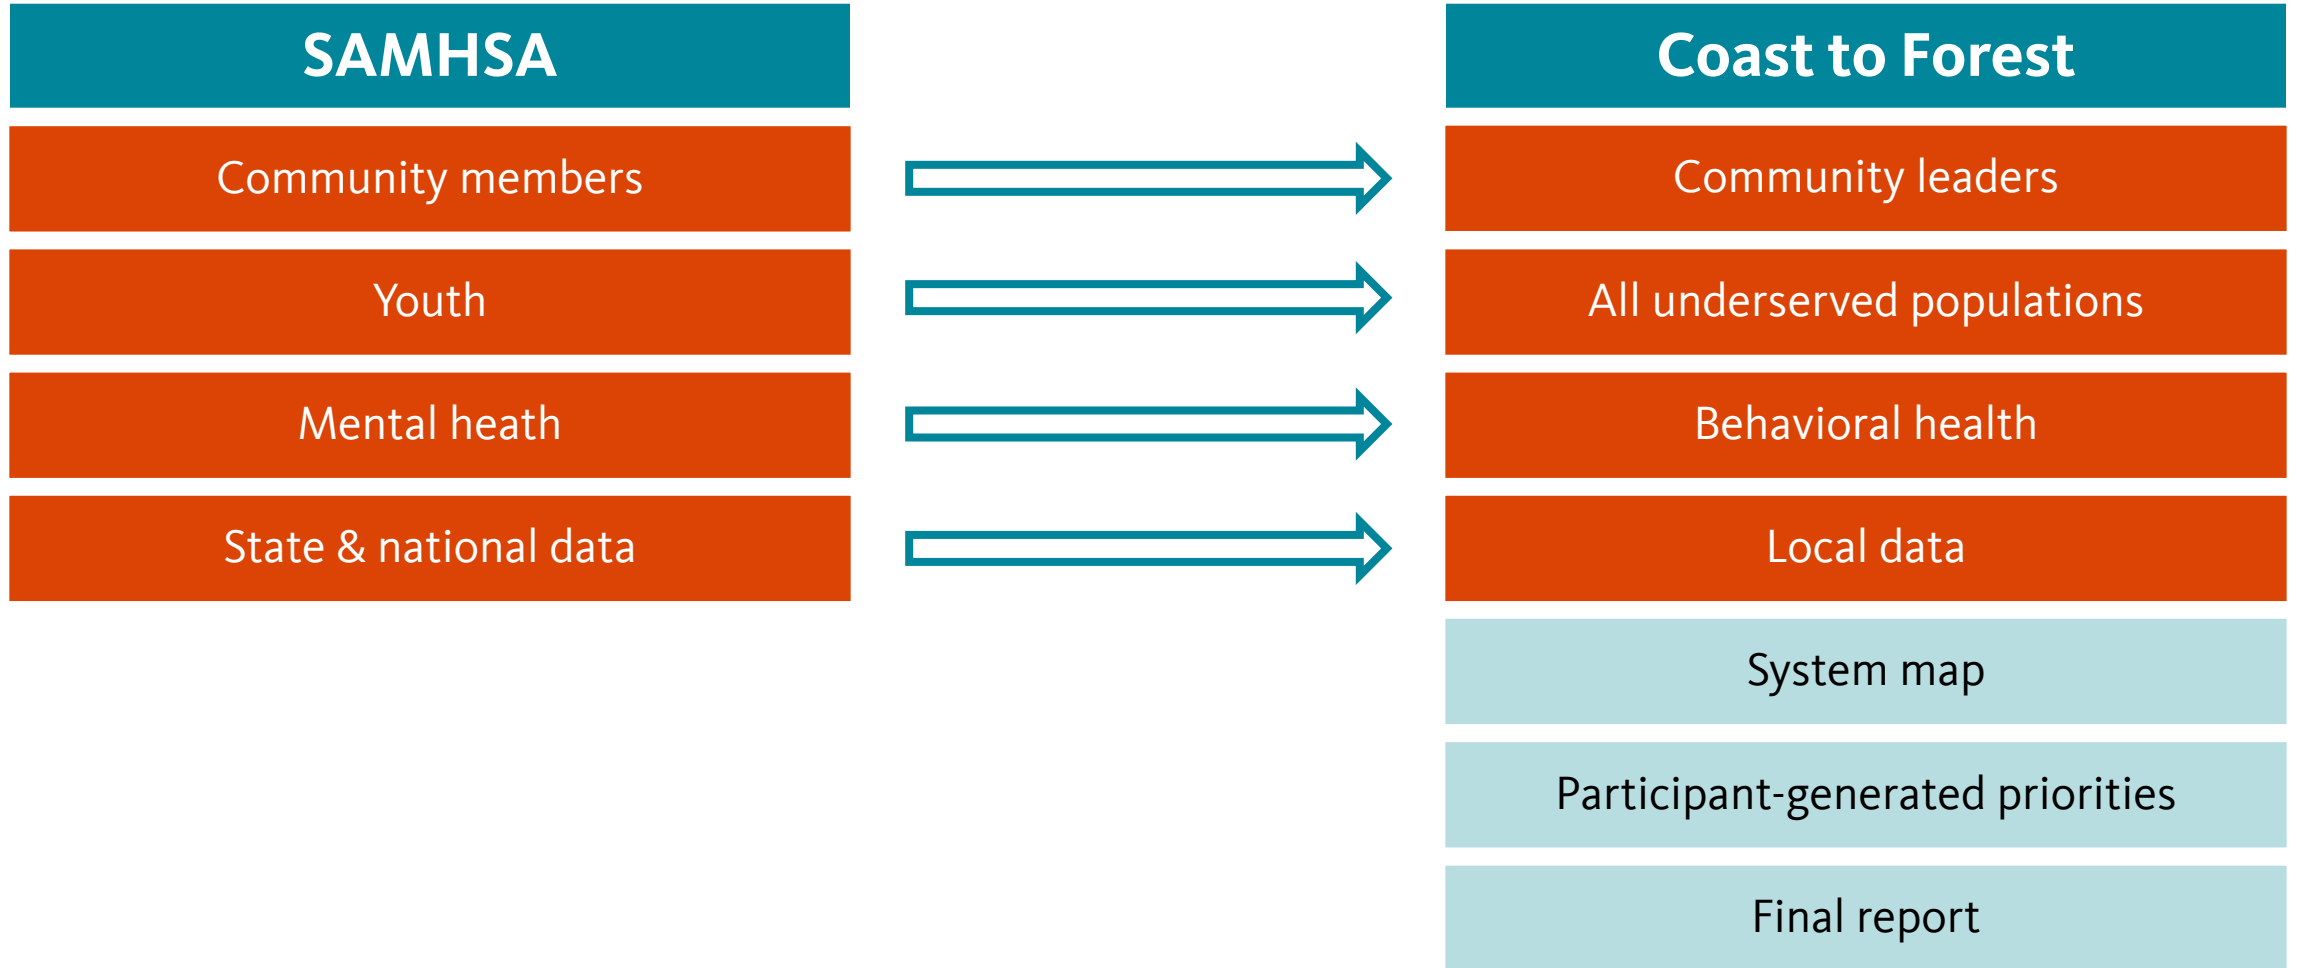 SAMHSA
Coast to Forest
Community members
Community leaders
Youth
All underserved populations
Mental heath
Behavioral health
State & national data
Local data
System map
Participant-generated priorities
Final report